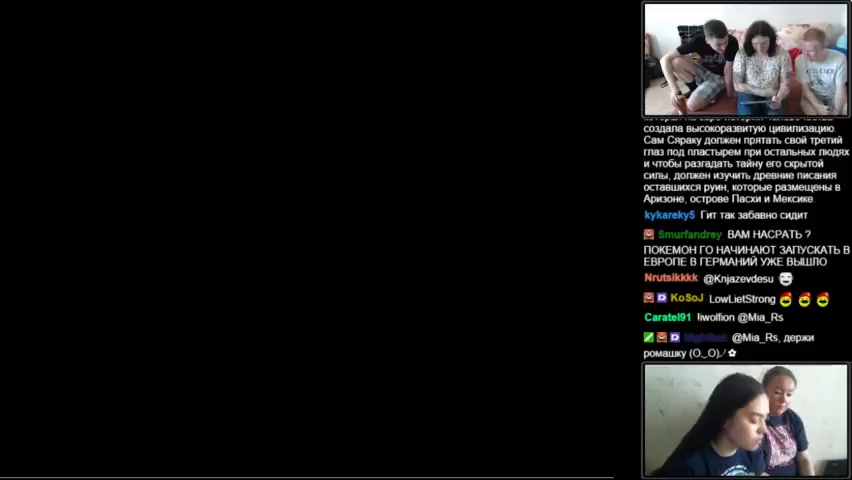 создала высокоразвитую цивилизацию.
Сам Сяраку должен прятать свой третий
глаз под пластырем при остальных людях
и чтобы разгадать тайну его скрытой
силы, должен изучить древние писания
оставшихся руин, которые размещены в
Аризоне, острове Пасхи и Мексике.
kykareky5 Гит так забавно сидит
Smurfandrey ВАМ НАСРАТЬ ?
ПОКЕМОН ГО НАЧИНАЮТ ЗАПУСКАТЬ В
ЕВРОПЕ В ГЕРМАНИЙ УЖЕ ВЫШЛО
Nrutsikkkk @Knjazevdesu
KoSoJ LowLietStrong
Caratel91 !iwolfion @Mia_Rs
@Mia_Rs, держи
ромашку (О‿О)ノ✿